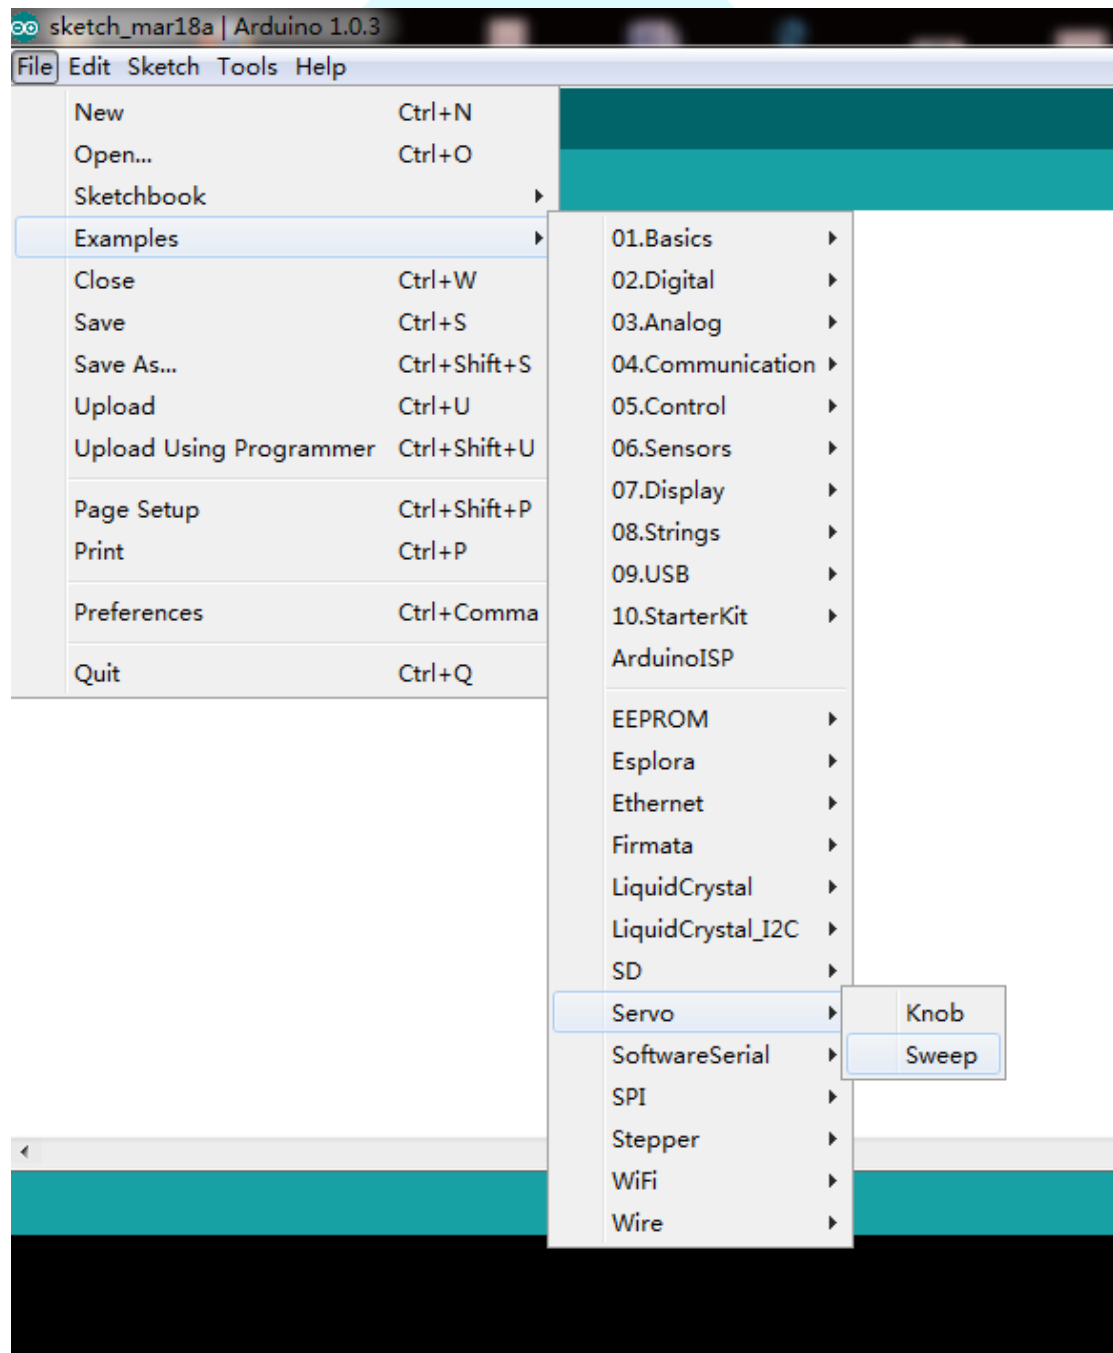 sketch_mar18a | Arduino 1.0.3
File Edit Sketch Tools Help
New Ctrl+N
Open... Ctrl+O
Sketchbook
Examples
Close Ctrl+W
Save Ctrl+S
Save As... Ctrl+Shift+S
Upload Ctrl+U
Upload Using Programmer Ctrl+Shift+U
Page Setup Ctrl+Shift+P
Print Ctrl+P
Preferences Ctrl+Comma
Quit Ctrl+Q
01.Basics
02.Digital
03.Analog
04.Communication
05.Control
06.Sensors
07.Display
08.Strings
09.USB
10.StarterKit
ArduinoISP
EEPROM
Esplora
Ethernet
Firmata
LiquidCrystal
LiquidCrystal_I2C
SD
Servo
SoftwareSerial
SPI
Stepper
WiFi
Wire
Knob
Sweep